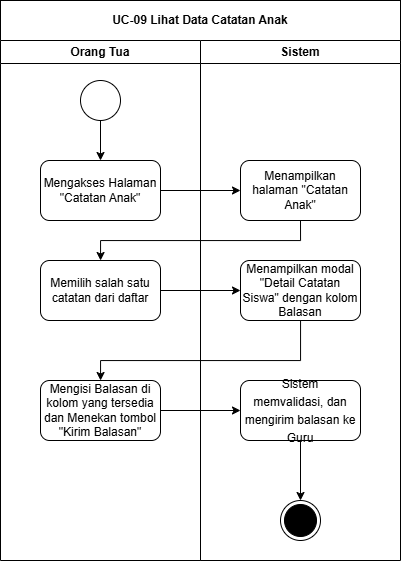 UC-09 Lihat Data Catatan Anak
Orang Tua
Sistem
Mengakses Halaman
"Catatan Anak"
Menampilkan
halaman "Catatan
Anak"
Memilih salah satu
catatan dari daftar
Menampilkan modal
"Detail Catatan
Siswa" dengan kolom
Balasan
Mengisi Balasan di
kolom yang tersedia
dan Menekan tombol
"Kirim Balasan"
Sistem
memvalidasi, dan
mengirim balasan ke
Guru